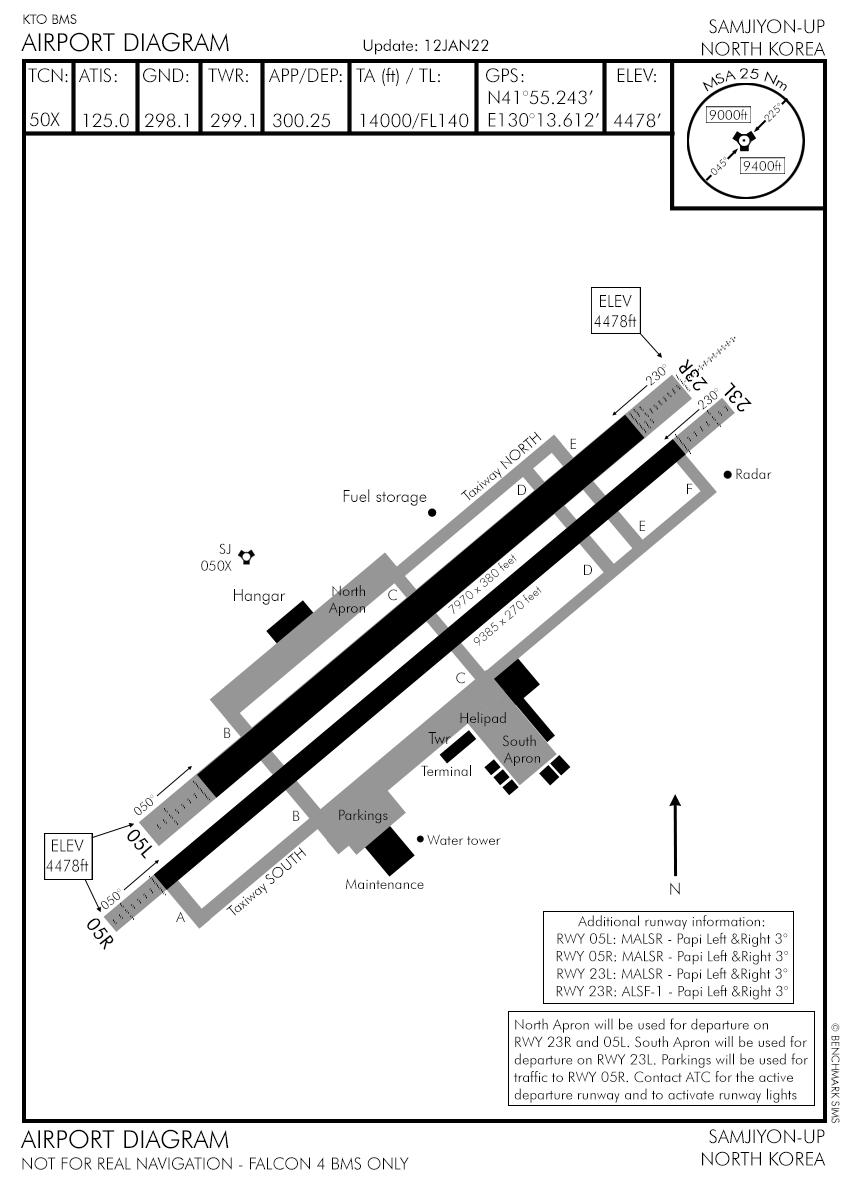 KTO BMS
AIRPORT DIAGRAM
Update: 12JAN22
SAMJIYON-UP
NORTH KOREA
TCN: ATIS: GND: TWR: APP/DEP: TA (ft) / TL: GPS: ELEV:
N41°55.243′
50X 125.0 298.1 299.1 300.25 14000/FL140 E130°13.612′ 4478′
MSA 25 Nm
9000ft
225°
045°
9400ft
ELEV
4478ft
230°
23R
230°
23L
Taxiway NORTH
E
D
Radar
F
Fuel storage
E
SJ
050X
D
Hangar
North
Apron
C
7970 x 380 feet
9385 x 270 feet
C
Helipad
B
Twr
South
Apron
Terminal
050°
05L
B
Parkings
ELEV
4478ft
Water tower
Maintenance
050°
05R
A
Taxiway SOUTH
N
Additional runway information:
RWY 05L: MALSR - Papi Left &Right 3°
RWY 05R: MALSR - Papi Left &Right 3°
RWY 23L: MALSR - Papi Left &Right 3°
RWY 23R: ALSF-1 - Papi Left &Right 3°
North Apron will be used for departure on
RWY 23R and 05L. South Apron will be used for
departure on RWY 23L. Parkings will be used for
traffic to RWY 05R. Contact ATC for the active
departure runway and to activate runway lights
© BENCHMARK SIMS
AIRPORT DIAGRAM
NOT FOR REAL NAVIGATION - FALCON 4 BMS ONLY
SAMJIYON-UP
NORTH KOREA